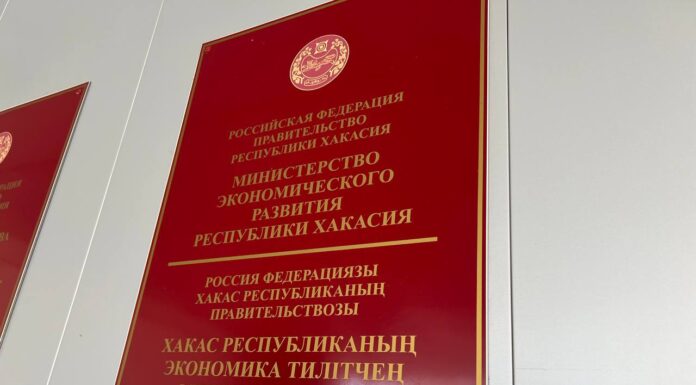 РОССИЙСКАЯ ФЕДЕРАЦИЯ
ПРАВИТЕЛЬСТВО
РЕСПУБЛИКИ ХАКАСИЯ
МИНИСТЕРСТВО
ЭКОНОМИЧЕСКОГО
РАЗВИТИЯ
РЕСПУБЛИКИ ХАКАСИЯ
РОССИЯ ФЕДЕРАЦИЯЗЫ
ХАКАС РЕСПУБЛИКАНЫҢ
ПРАВИТЕЛЬСТВОЗЫ
ХАКАС РЕСПУБЛИКАНЫҢ
ЭКОНОМИКА ТИЛІТЧЕҢ